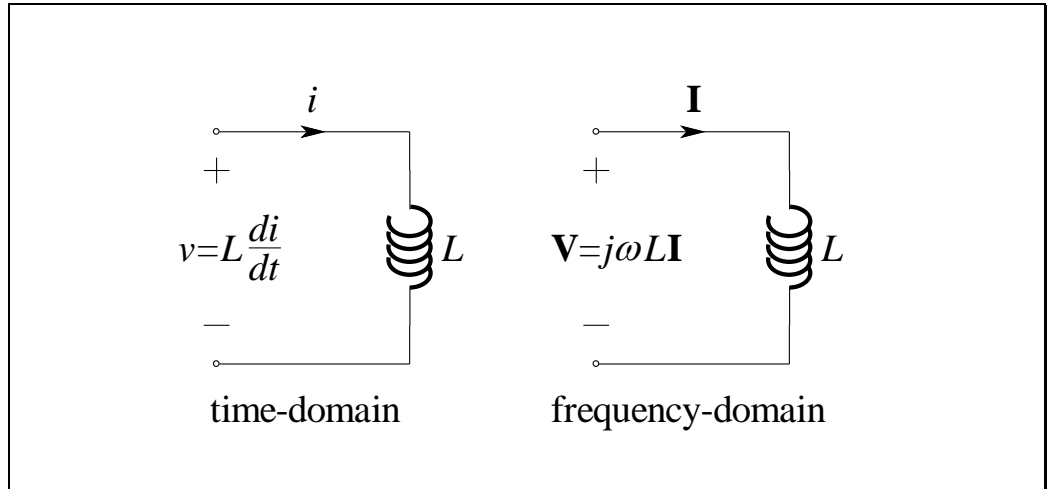 i
+
v=L di/dt
L
−
time-domain
I
+
V=jωLI
L
−
frequency-domain